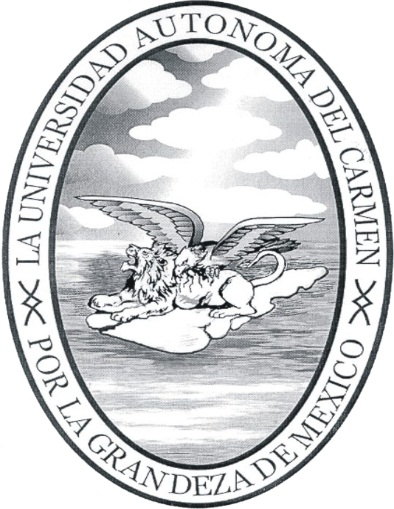 LA UNIVERSIDAD AUTONOMA DEL CARMEN
POR LA GRANDEZA DE MEXICO